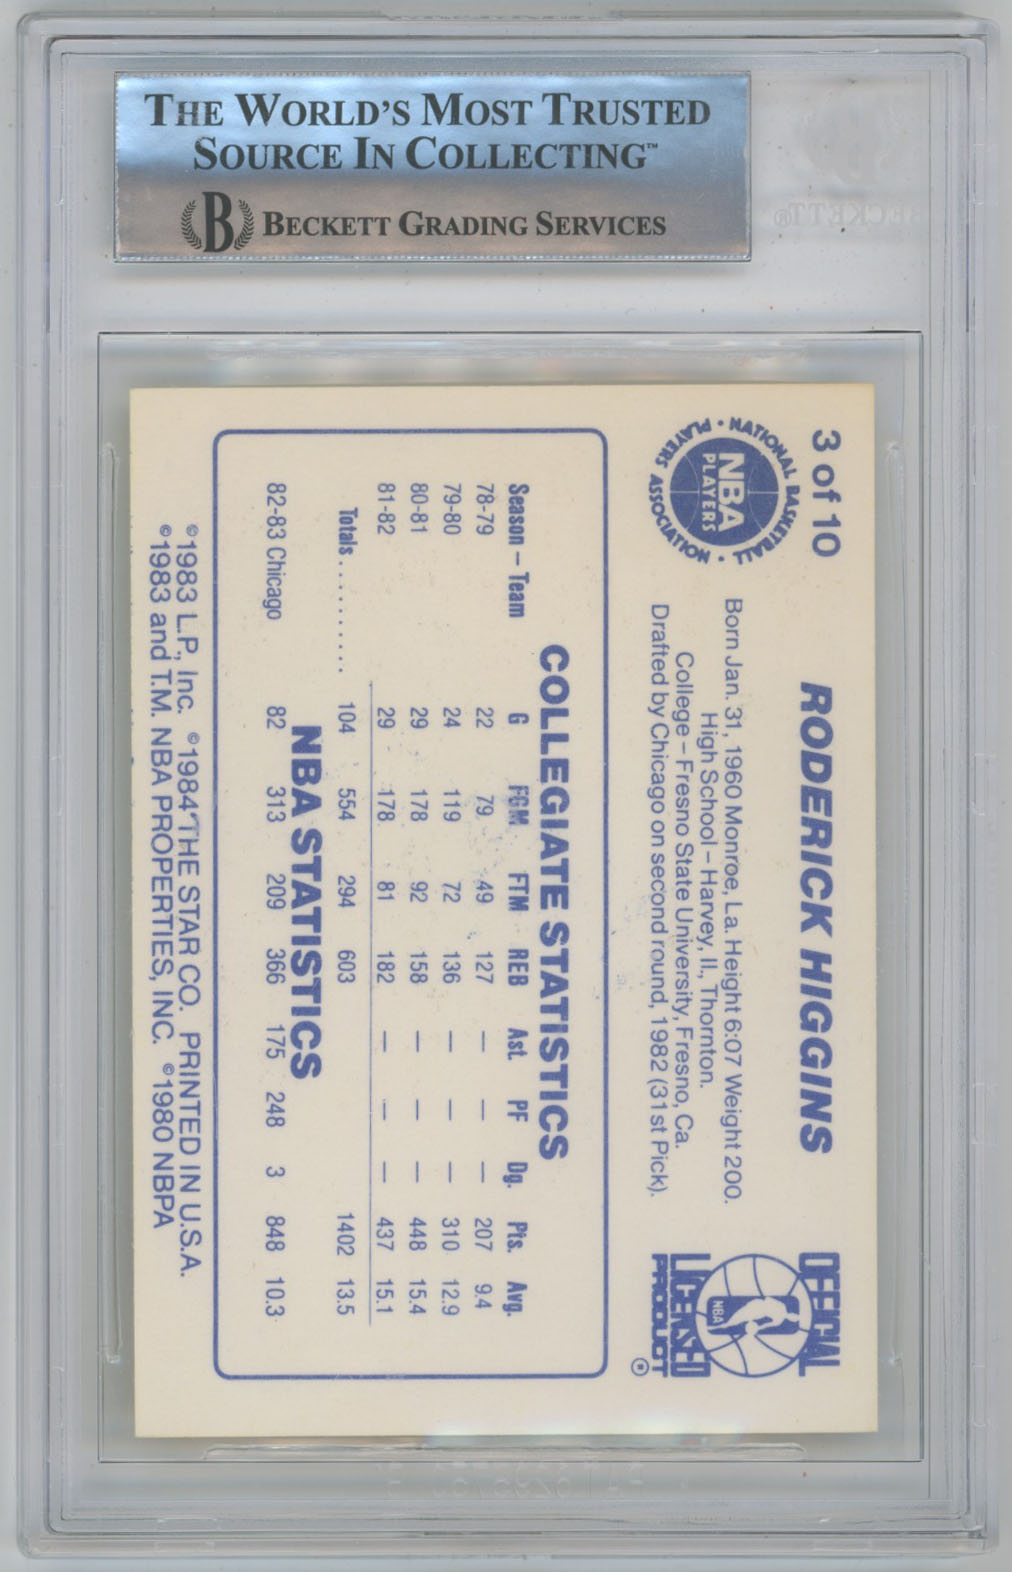 THE WORLD'S MOST TRUSTED
SOURCE IN COLLECTING™
B BECKETT GRADING SERVICES
BECKETT®
3 of 10
RODERICK HIGGINS
NATIONAL BASKETBALL PLAYERS ASSOCIATION
NBA
PLAYERS
Born Jan. 31, 1960 Monroe, La. Height 6:07 Weight 200.
High School – Harvey, Il., Thornton.
College – Fresno State University, Fresno, Ca.
Drafted by Chicago on second round, 1982 (31st Pick).
OFFICIAL
NBA
LICENSED
PRODUCT
®
COLLEGIATE STATISTICS
Season – Team G FGM FTM REB Ast. PF Dg. Pts. Avg.
78-79 22 79 49 127 — — — 207 9.4
79-80 24 119 72 136 — — — 310 12.9
80-81 29 178 92 158 — — — 448 15.4
81-82 29 178 81 182 — — — 437 15.1
Totals.......... 104 554 294 603 1402 13.5
NBA STATISTICS
82-83 Chicago 82 313 209 366 175 248 3 848 10.3
©1983 L.P., Inc. ©1984 THE STAR CO. PRINTED IN U.S.A.
©1983 and T.M. NBA PROPERTIES, INC. ©1980 NBPA